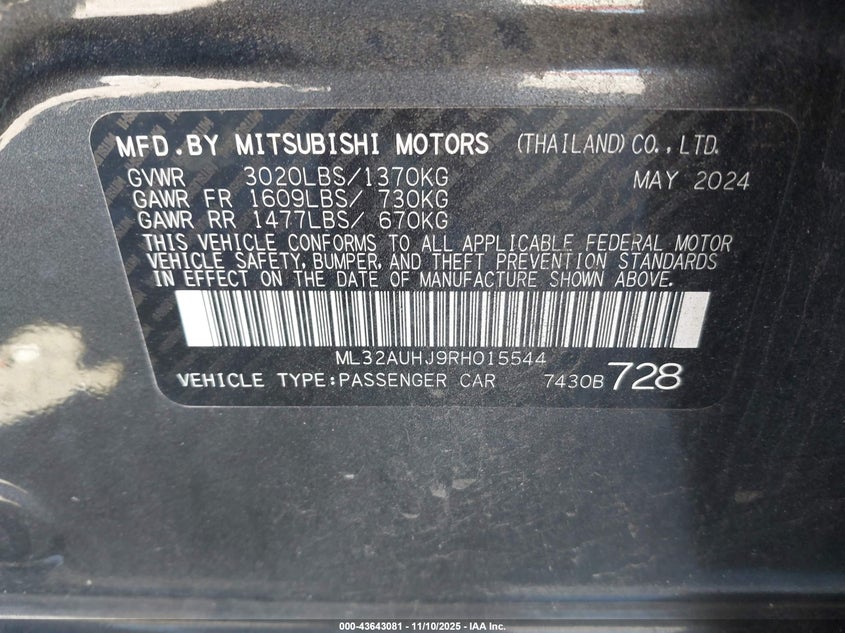 MFD.BY MITSUBISHI MOTORS (THAILAND) CO., LTD.
GVWR 3020LBS/1370KG MAY 2024
GAWR FR 1609LBS/ 730KG
GAWR RR 1477LBS/ 670KG
THIS VEHICLE CONFORMS TO ALL APPLICABLE FEDERAL MOTOR
VEHICLE SAFETY, BUMPER, AND THEFT PREVENTION STANDARDS
IN EFFECT ON THE DATE OF MANUFACTURE SHOWN ABOVE.
ML32AUHJ9RH015544
VEHICLE TYPE:PASSENGER CAR 7430B 728
000-43643081 - 11/10/2025 - IAA Inc.